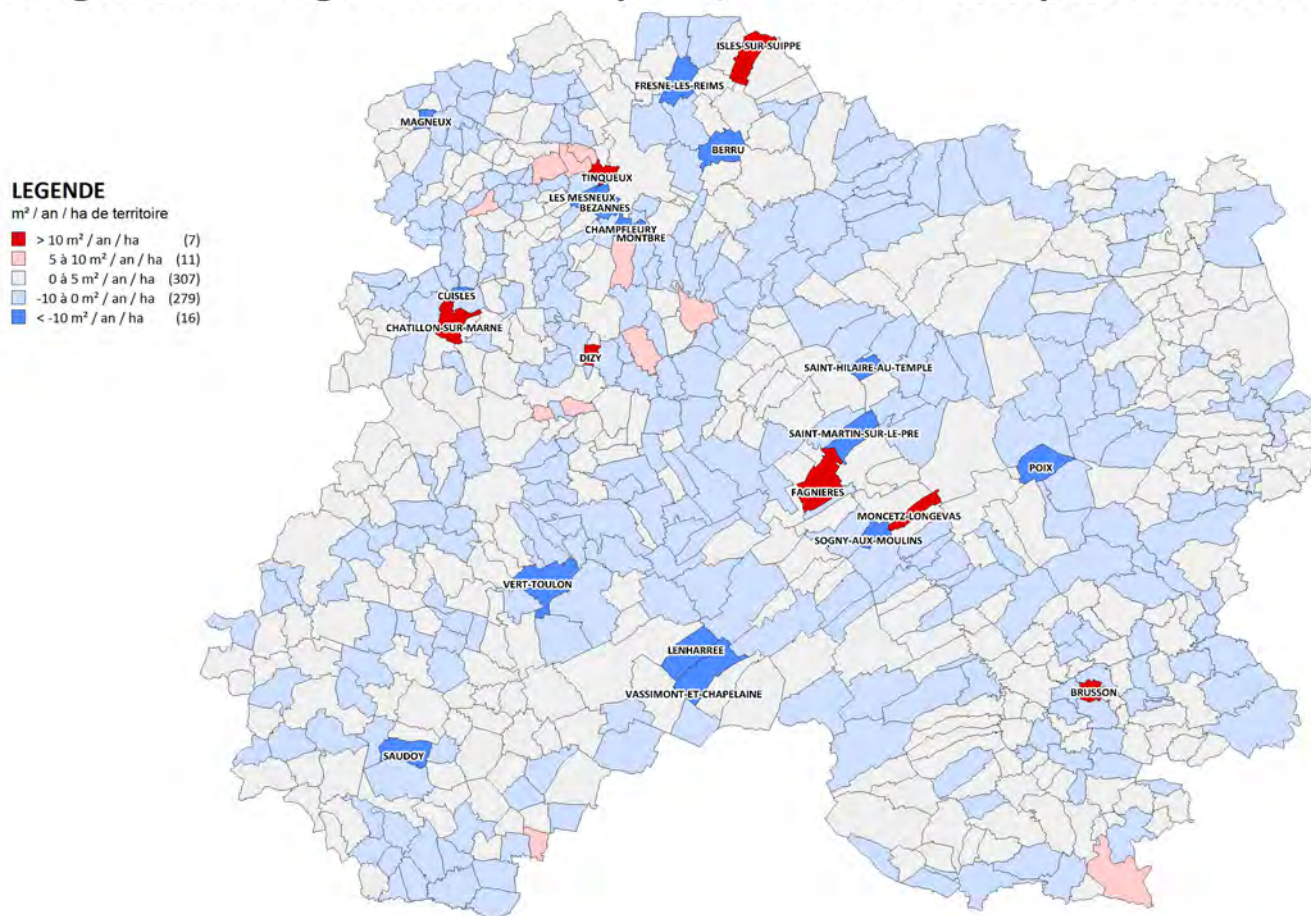 ISLES-SUR-SUIPPE
FRESNE-LES-REIMS
MAGNEUX
BERRU
TINQUEUX
LES MESNEUX
BEZANNES
CHAMPFLEURY
MONTBRE
LEGENDE
m² / an / ha de territoire
> 10 m² / an / ha (7)
5 à 10 m² / an / ha (11)
0 à 5 m² / an / ha (307)
-10 à 0 m² / an / ha (279)
< -10 m² / an / ha (16)
CUISLES
CHATILLON-SUR-MARNE
DIZY
SAINT-HILAIRE-AU-TEMPLE
SAINT-MARTIN-SUR-LE-PRE
POIX
FAGNIERES
MONCETZ-LONGEVAS
SOGNY-AUX-MOULINS
VERT-TOULON
LENHARREE
VASSIMONT-ET-CHAPELAINE
BRUSSON
SAUDOY